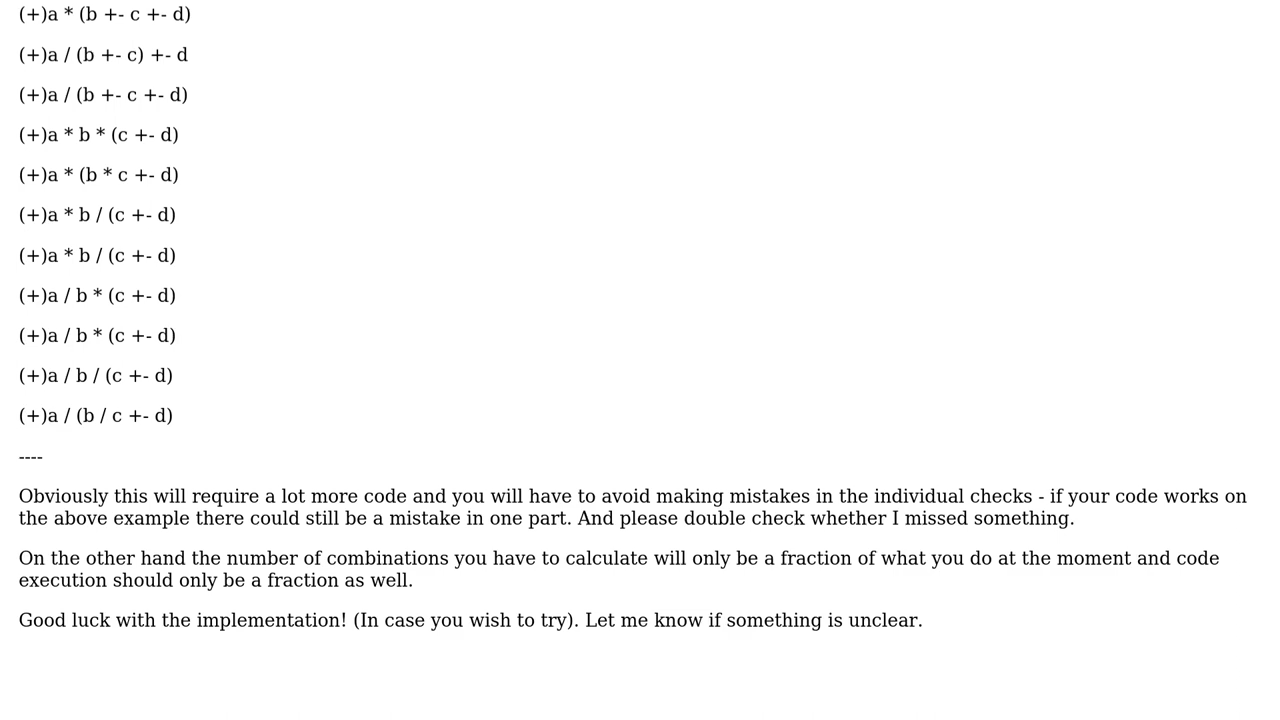 (+)a * (b +- c +- d)
(+)a / (b +- c) +- d
(+)a / (b +- c +- d)
(+)a * b * (c +- d)
(+)a * (b * c +- d)
(+)a * b / (c +- d)
(+)a * b / (c +- d)
(+)a / b * (c +- d)
(+)a / b * (c +- d)
(+)a / b / (c +- d)
(+)a / (b / c +- d)
----
Obviously this will require a lot more code and you will have to avoid making mistakes in the individual checks - if your code works on
the above example there could still be a mistake in one part. And please double check whether I missed something.
On the other hand the number of combinations you have to calculate will only be a fraction of what you do at the moment and code
execution should only be a fraction as well.
Good luck with the implementation! (In case you wish to try). Let me know if something is unclear.